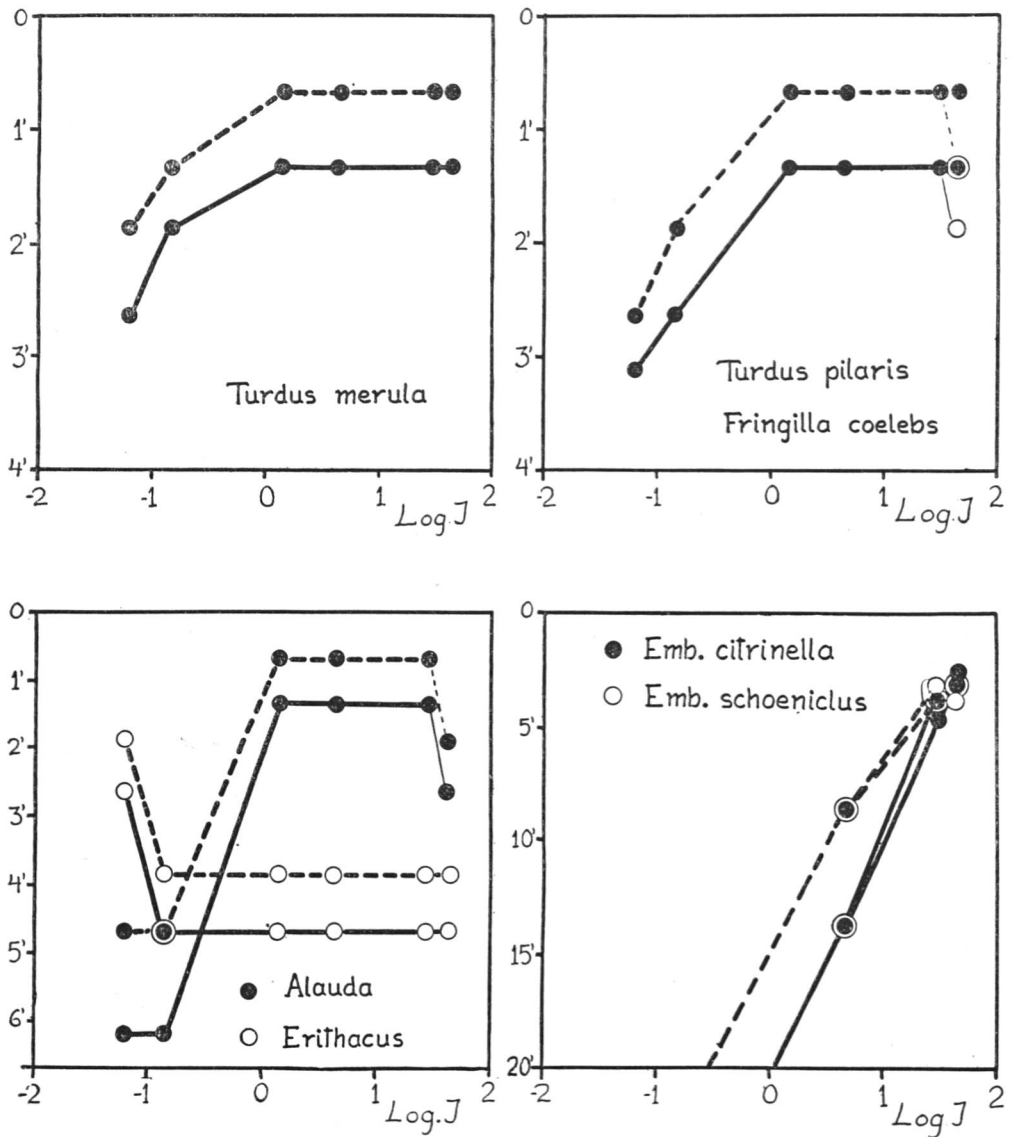 0
1'
2'
3'
4'
-2 -1 0 1 2
Turdus merula
Log. J
0
1'
2'
3'
4'
-2 -1 0 1 2
Turdus pilaris
Fringilla coelebs
Log. J
0
1'
2'
3'
4'
5'
6'
-2 -1 0 1 2
Alauda
Erithacus
Log. J
0
5'
10'
15'
20'
-2 -1 0 1 2
Emb. citrinella
Emb. schoeniclus
Log J